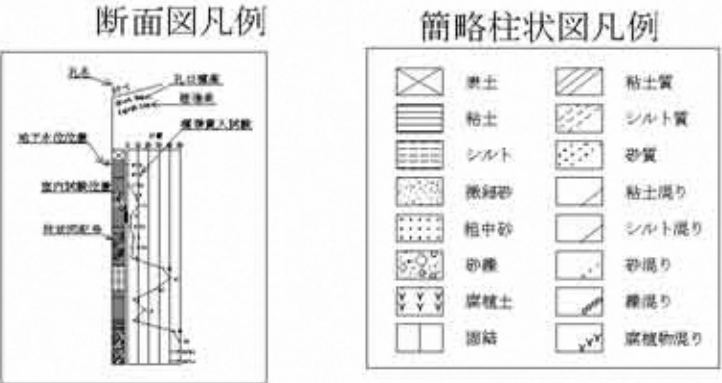 断面図凡例
孔名
孔口標高
標準貫入試験
地下水位位置
室内試験位置
柱状図記号
簡略柱状図凡例
表土
粘土
シルト
微細砂
粗中砂
砂礫
腐植土
固結
粘土質
シルト質
砂質
粘土混り
シルト混り
砂混り
礫混り
腐植物混り